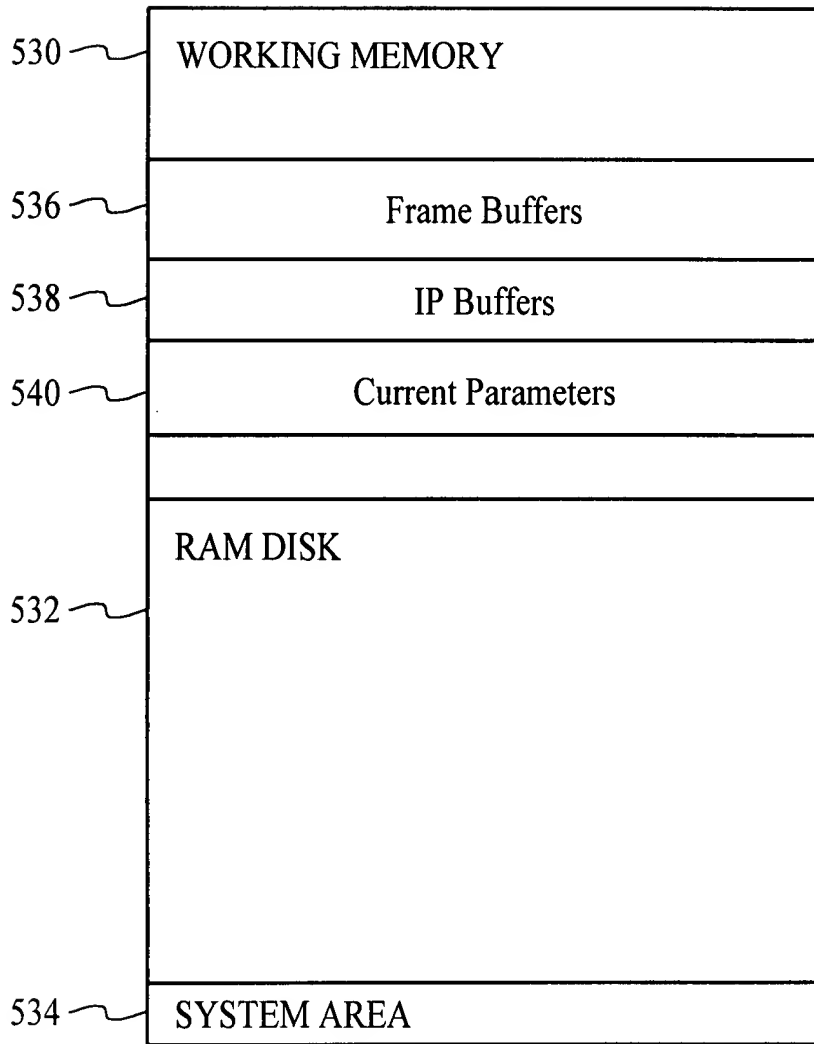 530 WORKING MEMORY
536 Frame Buffers
538 IP Buffers
540 Current Parameters
RAM DISK
532
534 SYSTEM AREA